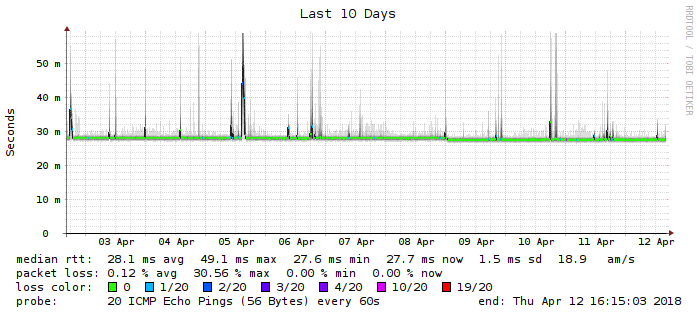 Last 10 Days
RRDTOOL / TOBI OETIKER
Seconds
50 m
40 m
30 m
20 m
10 m
0
03 Apr 04 Apr 05 Apr 06 Apr 07 Apr 08 Apr 09 Apr 10 Apr 11 Apr 12 Apr
median rtt: 28.1 ms avg 49.1 ms max 27.6 ms min 27.7 ms now 1.5 ms sd 18.9 am/s
packet loss: 0.12 % avg 30.56 % max 0.00 % min 0.00 % now
loss color: 0 1/20 2/20 3/20 4/20 10/20 19/20
probe: 20 ICMP Echo Pings (56 Bytes) every 60s end: Thu Apr 12 16:15:03 2018